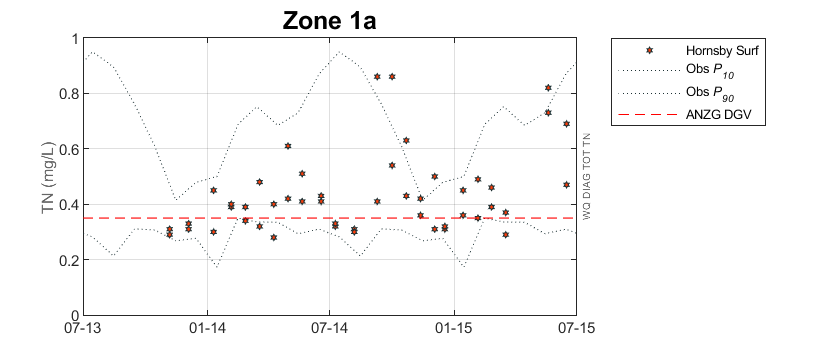 Zone 1a
1
0.8
0.6
0.4
0.2
0
TN (mg/L)
07-13
01-14
07-14
01-15
07-15
WQ DIAG TOT TN
Hornsby Surf
Obs P10
Obs P90
ANZG DGV